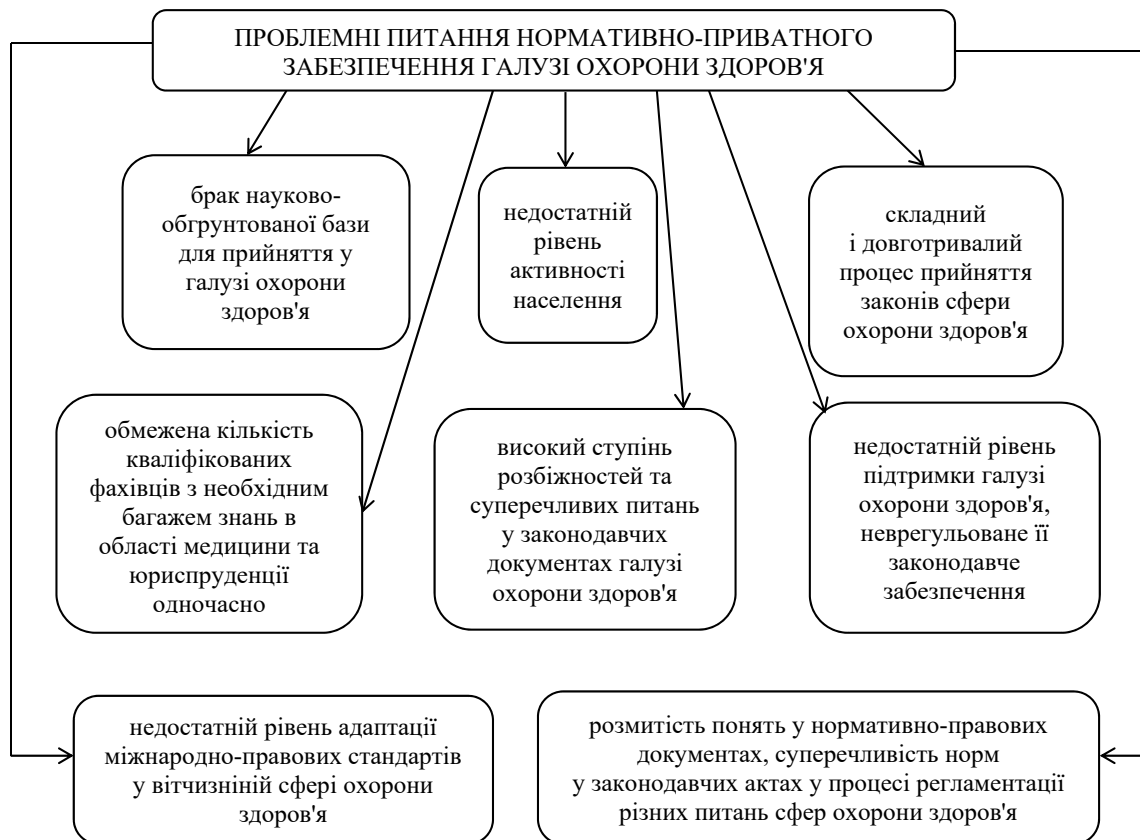 ПРОБЛЕМНІ ПИТАННЯ НОРМАТИВНО-ПРИВАТНОГО
ЗАБЕЗПЕЧЕННЯ ГАЛУЗІ ОХОРОНИ ЗДОРОВ'Я
брак науково-
обгрунтованої бази
для прийняття у
галузі охорони
здоров'я
недостатній
рівень
активності
населення
складний
і довготривалий
процес прийняття
законів сфери
охорони здоров'я
обмежена кількість
кваліфікованих
фахівців з необхідним
багажем знань в
області медицини та
юриспруденції
одночасно
високий ступінь
розбіжностей та
суперечливих питань
у законодавчих
документах галузі
охорони здоров'я
недостатній рівень
підтримки галузі
охорони здоров'я,
неврегульоване її
законодавче
забезпечення
недостатній рівень адаптації
міжнародно-правових стандартів
у вітчизніній сфері охорони
здоров'я
розмитість понять у нормативно-правових
документах, суперечливість норм
у законодавчих актах у процесі регламентації
різних питань сфер охорони здоров'я